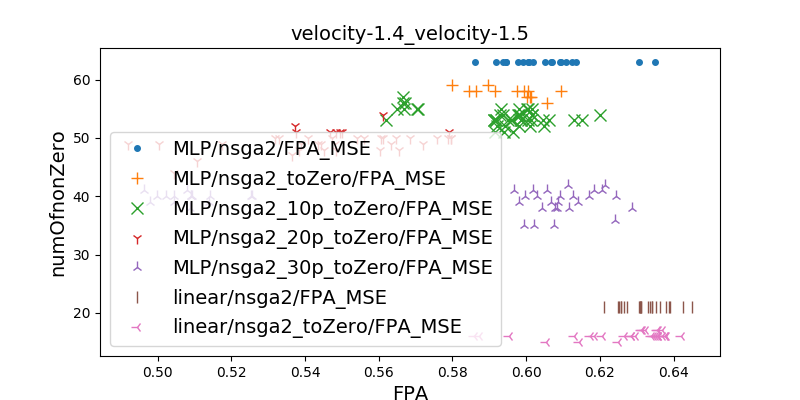 velocity-1.4_velocity-1.5
numOfnonZero
60
50
40
30
20
MLP/nsga2/FPA_MSE
MLP/nsga2_toZero/FPA_MSE
MLP/nsga2_10p_toZero/FPA_MSE
MLP/nsga2_20p_toZero/FPA_MSE
MLP/nsga2_30p_toZero/FPA_MSE
linear/nsga2/FPA_MSE
linear/nsga2_toZero/FPA_MSE
0.50 0.52 0.54 0.56 0.58 0.60 0.62 0.64
FPA